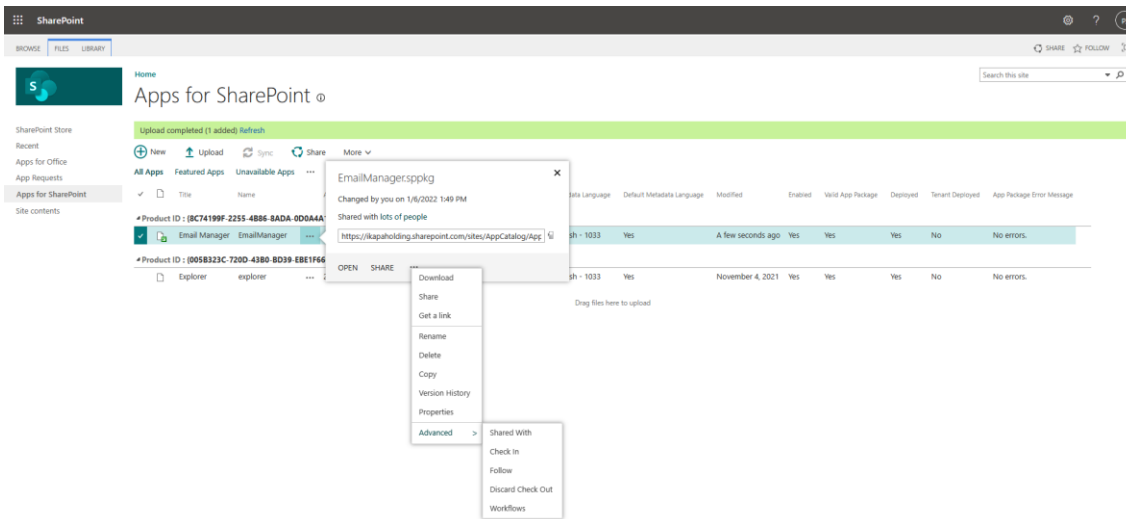 SharePoint
?
BROWSE FILES LIBRARY
SHARE FOLLOW
S
Home
Apps for SharePoint
Search this site
SharePoint Store
Recent
Apps for Office
App Requests
Apps for SharePoint
Site contents
Upload completed (1 added) Refresh
New Upload Sync Share More
All Apps Featured Apps Unavailable Apps ...
Title Name Default Metadata Language Modified Enabled Valid App Package Deployed Tenant Deployed App Package Error Message
Product ID : {8C74199F-2255-4B86-8ADA-0D0A4A
Email Manager EmailManager ... sh - 1033 Yes A few seconds ago Yes Yes Yes No No errors.
Product ID : {005B323C-720D-43B0-BD39-EBE1F66
Explorer explorer ... sh - 1033 Yes November 4, 2021 Yes Yes Yes No No errors.
Drag files here to upload
EmailManager.sppkg
Changed by you on 1/6/2022 1:49 PM
Shared with lots of people
https://ikapaholding.sharepoint.com/sites/AppCatalog/App
OPEN SHARE ...
Download
Share
Get a link
Rename
Delete
Copy
Version History
Properties
Advanced >
Shared With
Check In
Follow
Discard Check Out
Workflows